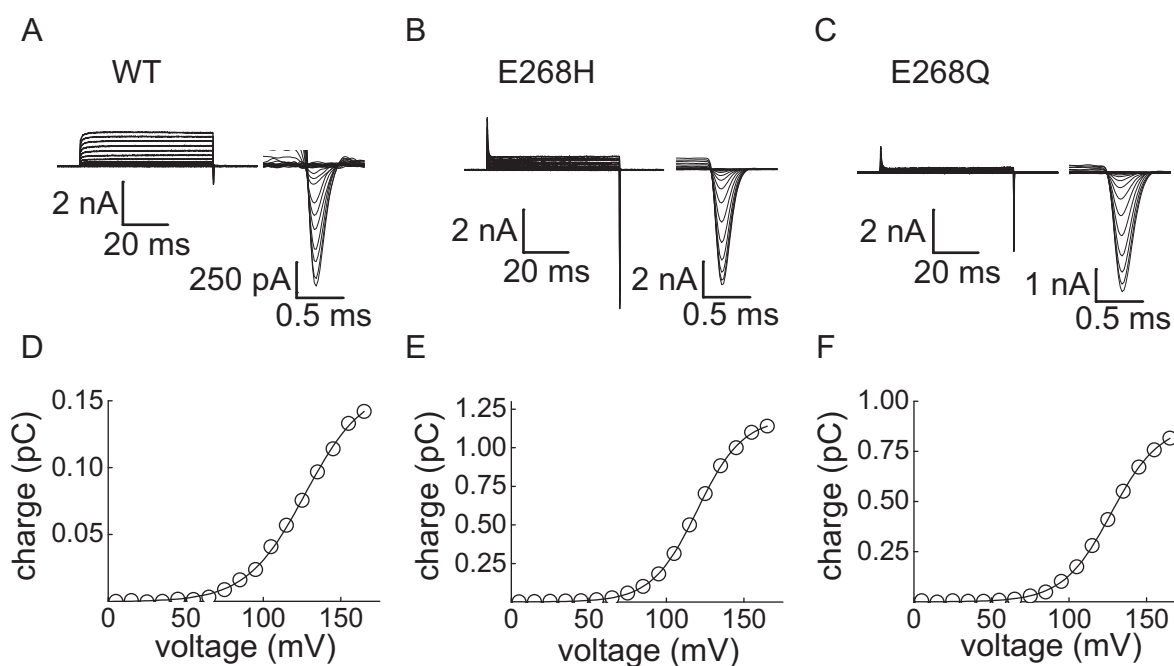 A
WT
2 nA
20 ms
250 pA
0.5 ms
B
E268H
2 nA
20 ms
2 nA
0.5 ms
C
E268Q
2 nA
20 ms
1 nA
0.5 ms
D
charge (pC)
0.15
0.10
0.05
0 50 100 150
voltage (mV)
E
charge (pC)
1.25
1.00
0.75
0.50
0.25
0 50 100 150
voltage (mV)
F
charge (pC)
1.00
0.75
0.50
0.25
0 50 100 150
voltage (mV)